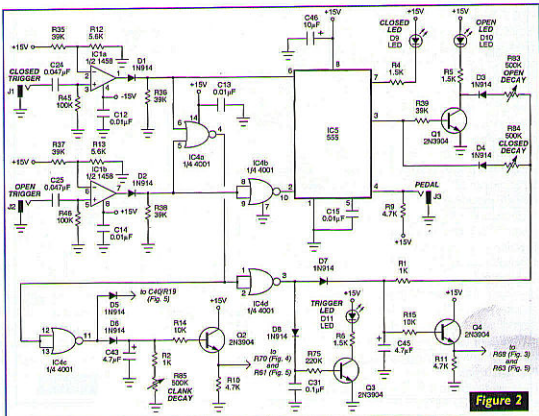 +15V
R35
39K
R12
5.6K
IC1a
1/2 1458
+15V
C24
0.047µF
D1
1N914
CLOSED
TRIGGER
J1
R45
100K
-15V
C12
0.01µF
R36
39K
+15V
C13
0.01µF
IC4a
1/4 4001
C46
10µF
+15V
IC5
555
CLOSED
LED
D9
LED
+15V
R4
1.5K
OPEN
LED
D10
LED
+15V
R5
1.5K
D3
1N914
R83
500K
OPEN
DECAY
R39
39K
Q1
2N3904
R84
500K
CLOSED
DECAY
D4
1N914
+15V
R37
39K
R13
5.6K
IC1b
1/2 1458
C25
0.047µF
D2
1N914
OPEN
TRIGGER
J2
R46
100K
+15V
C14
0.01µF
R38
39K
IC4b
1/4 4001
C15
0.01µF
PEDAL
J3
R9
4.7K
+15V
IC4d
1/4 4001
D7
1N914
R1
1K
to C40/R19
(Fig. 5)
D5
1N914
D6
1N914
IC4c
1/4 4001
R14
10K
+15V
Q2
2N3904
C43
4.7µF
R2
1K
R85
500K
CLANK
DECAY
R10
4.7K
to
R70 (Fig. 4)
and
R61 (Fig. 5)
D8
1N914
TRIGGER
LED
D11
LED
+15V
R6
1.5K
R75
220K
C31
0.1µF
Q3
2N3904
C45
4.7µF
R15
10K
+15V
Q4
2N3904
R11
4.7K
to
(Fig. 3)
and
R63 (Fig. 5)
Figure 2